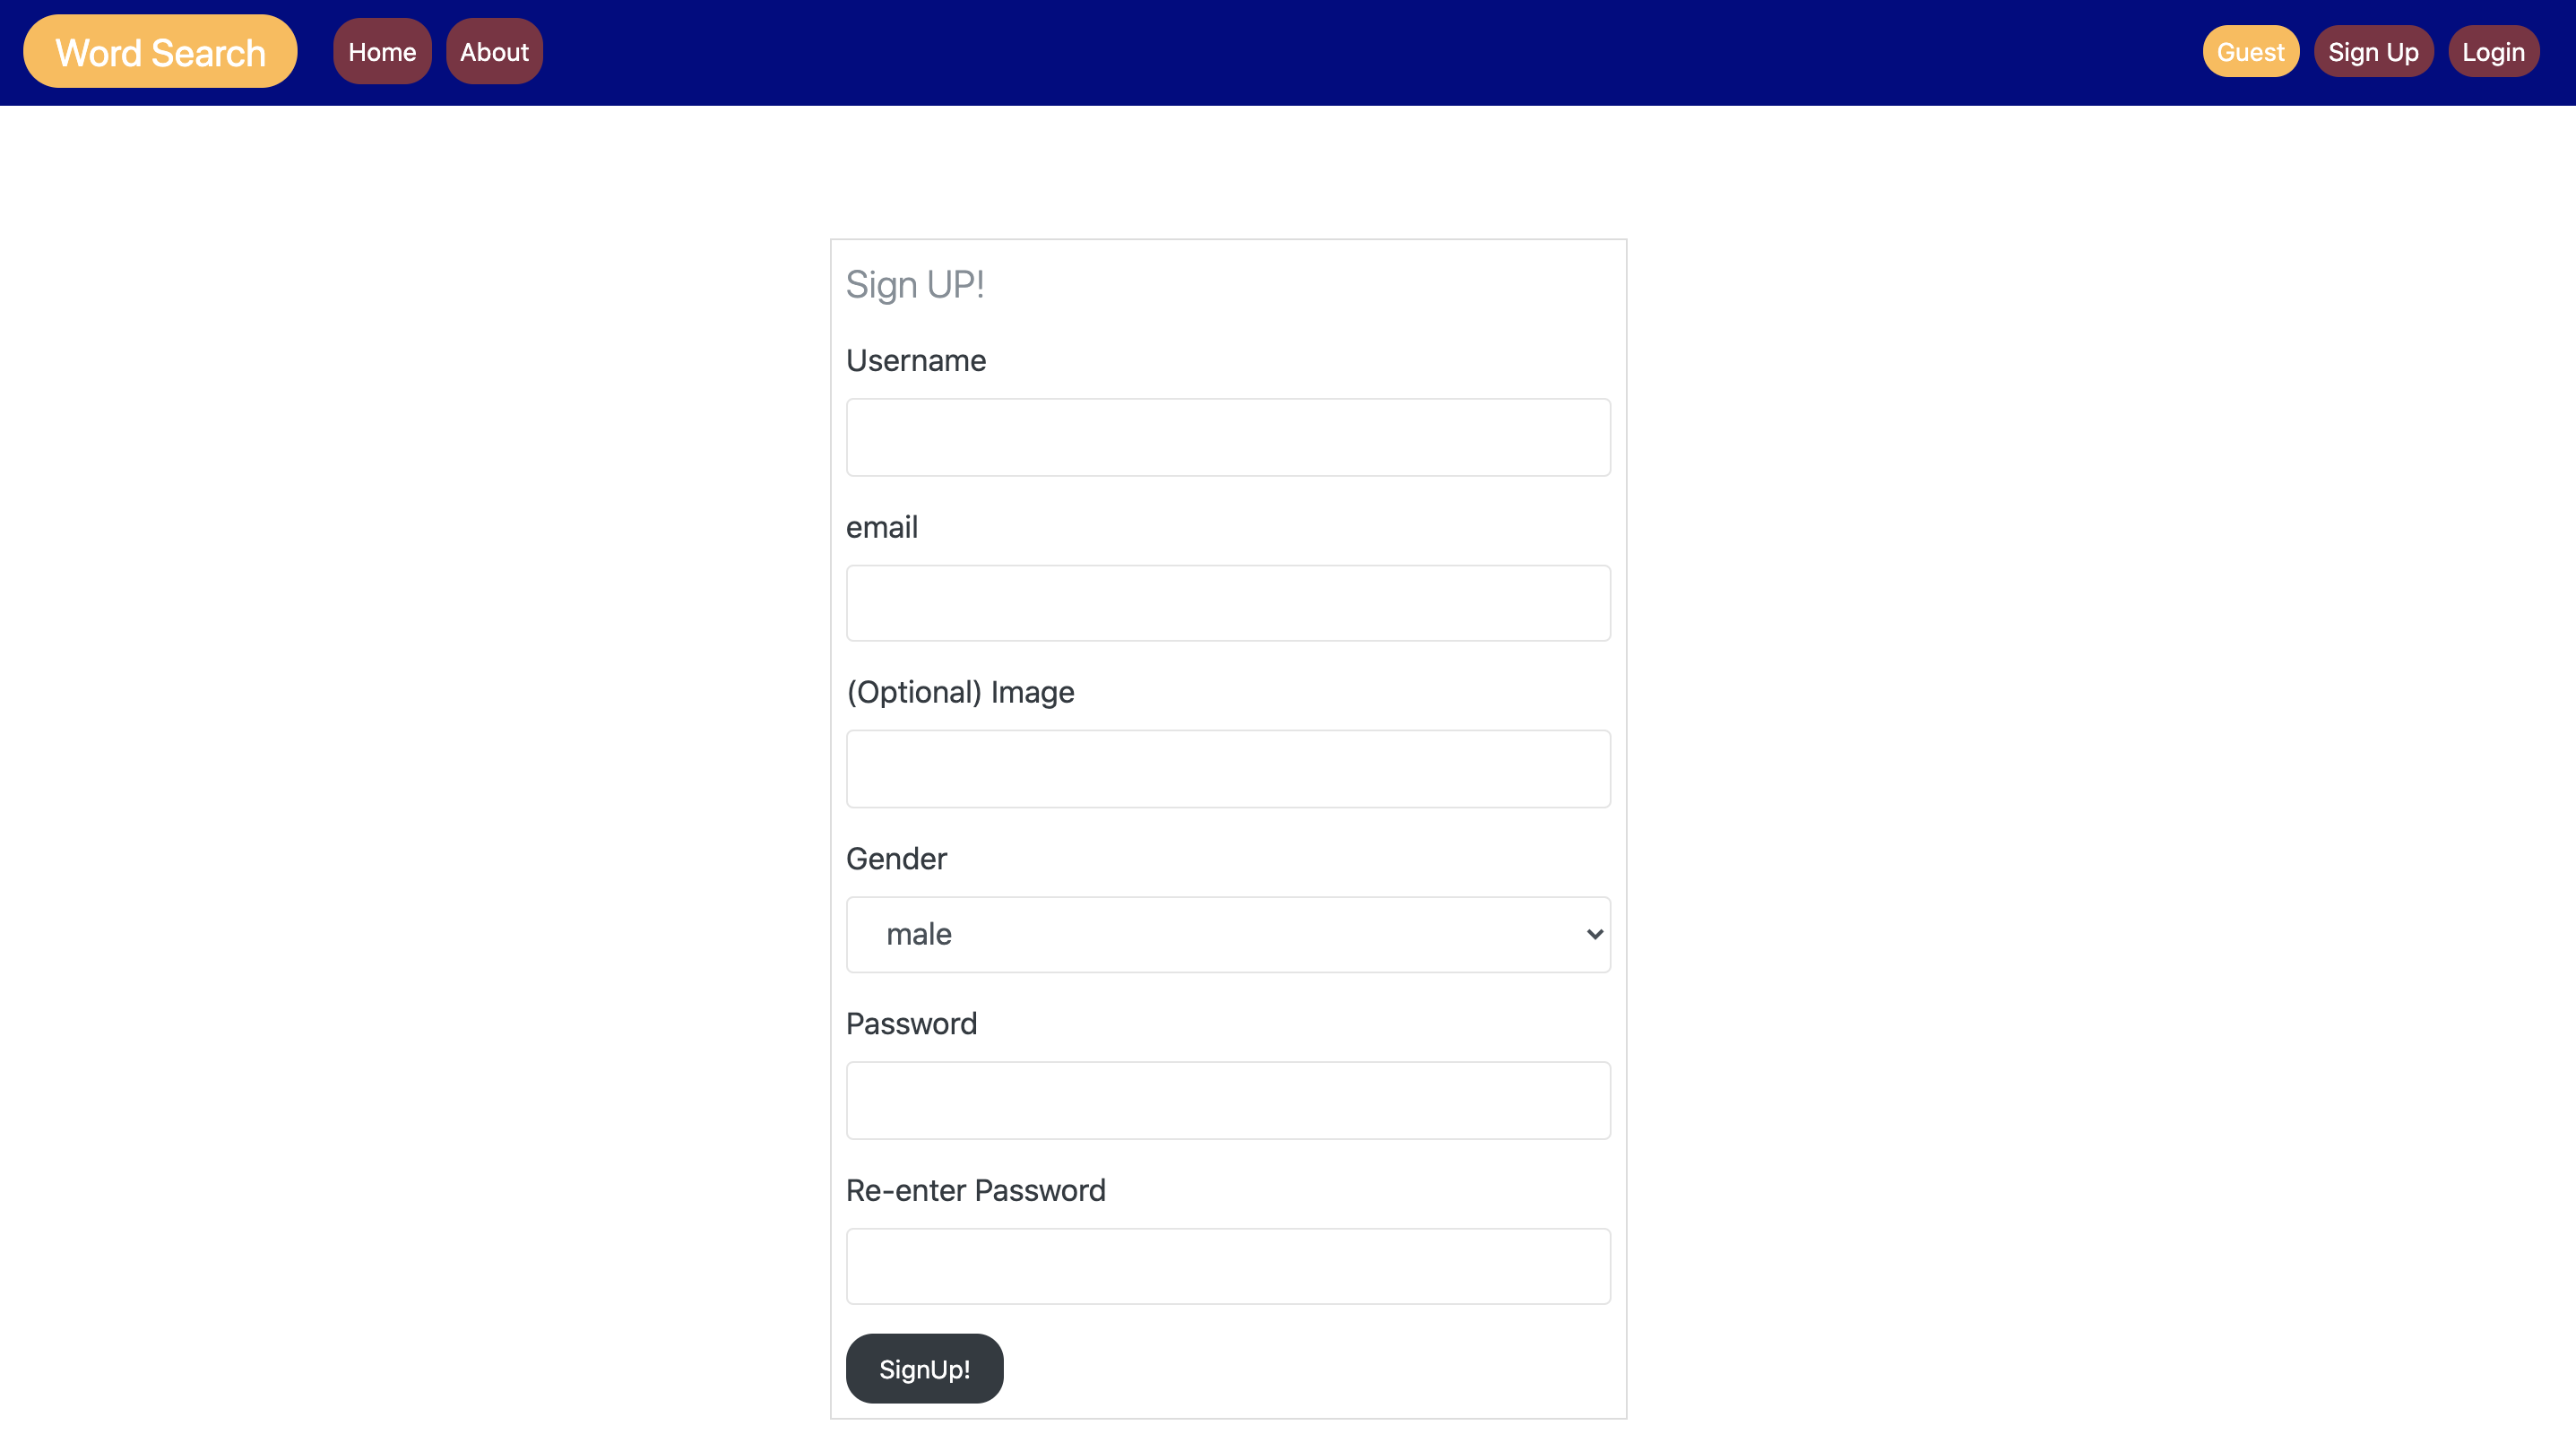 Word Search Home About Guest Sign Up Login
Sign UP!
Username
email
(Optional) Image
Gender
male
Password
Re-enter Password
SignUp!